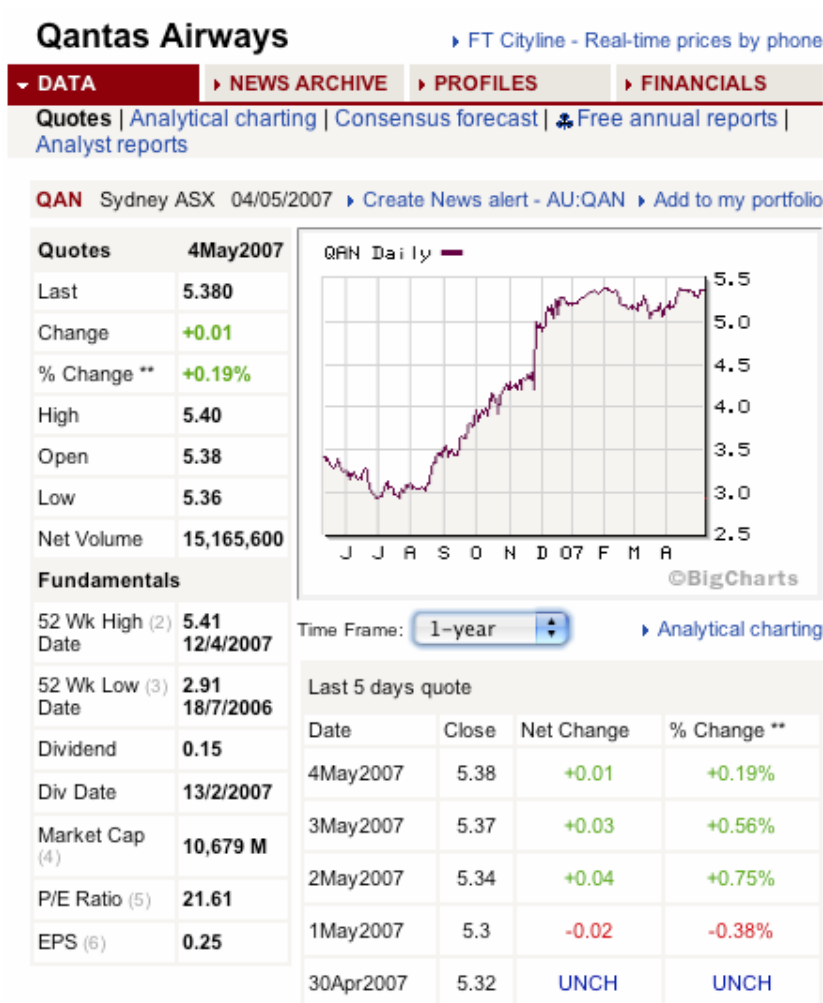 Qantas Airways
FT Cityline - Real-time prices by phone
DATA
NEWS ARCHIVE
PROFILES
FINANCIALS
Quotes | Analytical charting | Consensus forecast | Free annual reports |
Analyst reports
QAN Sydney ASX 04/05/2007 Create News alert - AU:QAN Add to my portfolio
Quotes 4May2007
Last 5.380
Change +0.01
% Change ** +0.19%
High 5.40
Open 5.38
Low 5.36
Net Volume 15,165,600
Fundamentals
52 Wk High (2) 5.41
Date 12/4/2007
52 Wk Low (3) 2.91
Date 18/7/2006
Dividend 0.15
Div Date 13/2/2007
Market Cap
(4) 10,679 M
P/E Ratio (5) 21.61
EPS (6) 0.25
QAN Daily
5.5
5.0
4.5
4.0
3.5
3.0
2.5
J J A S O N D 07 F M A
©BigCharts
Time Frame: 1-year
Analytical charting
Last 5 days quote
Date Close Net Change % Change **
4May2007 5.38 +0.01 +0.19%
3May2007 5.37 +0.03 +0.56%
2May2007 5.34 +0.04 +0.75%
1May2007 5.3 -0.02 -0.38%
30Apr2007 5.32 UNCH UNCH